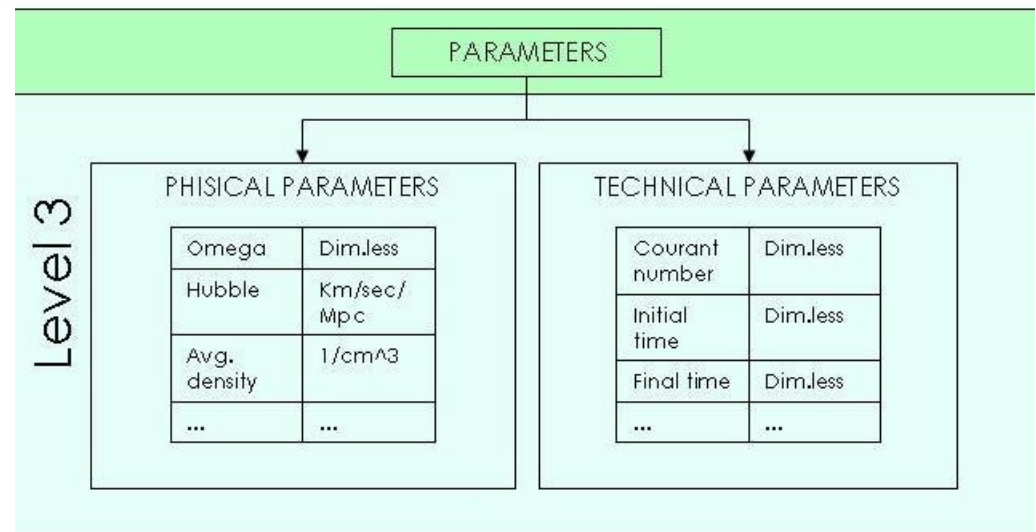 PARAMETERS
Level 3
PHISICAL PARAMETERS
Omega Dim.less
Hubble Km/sec/
Mpc
Avg. 1/cm^3
density
... ...
TECHNICAL PARAMETERS
Courant Dim.less
number
Initial Dim.less
time
Final time Dim.less
... ...